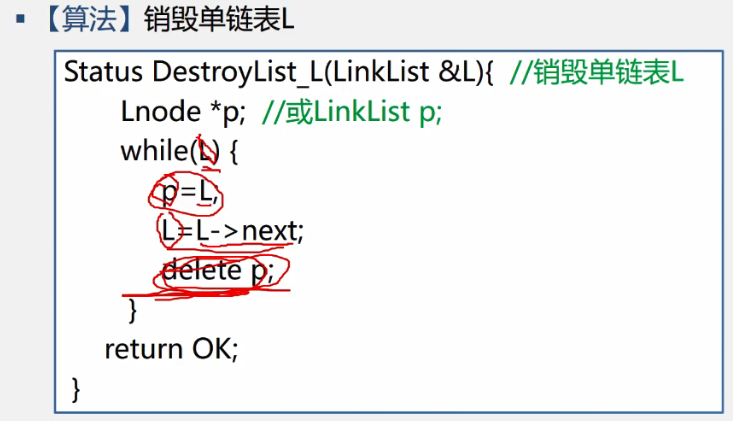 ▪ 【算法】销毁单链表L
Status DestroyList_L(LinkList &L){ //销毁单链表L
Lnode *p; //或LinkList p;
while(L) {
p=L;
L=L->next;
delete p;
}
return OK;
}